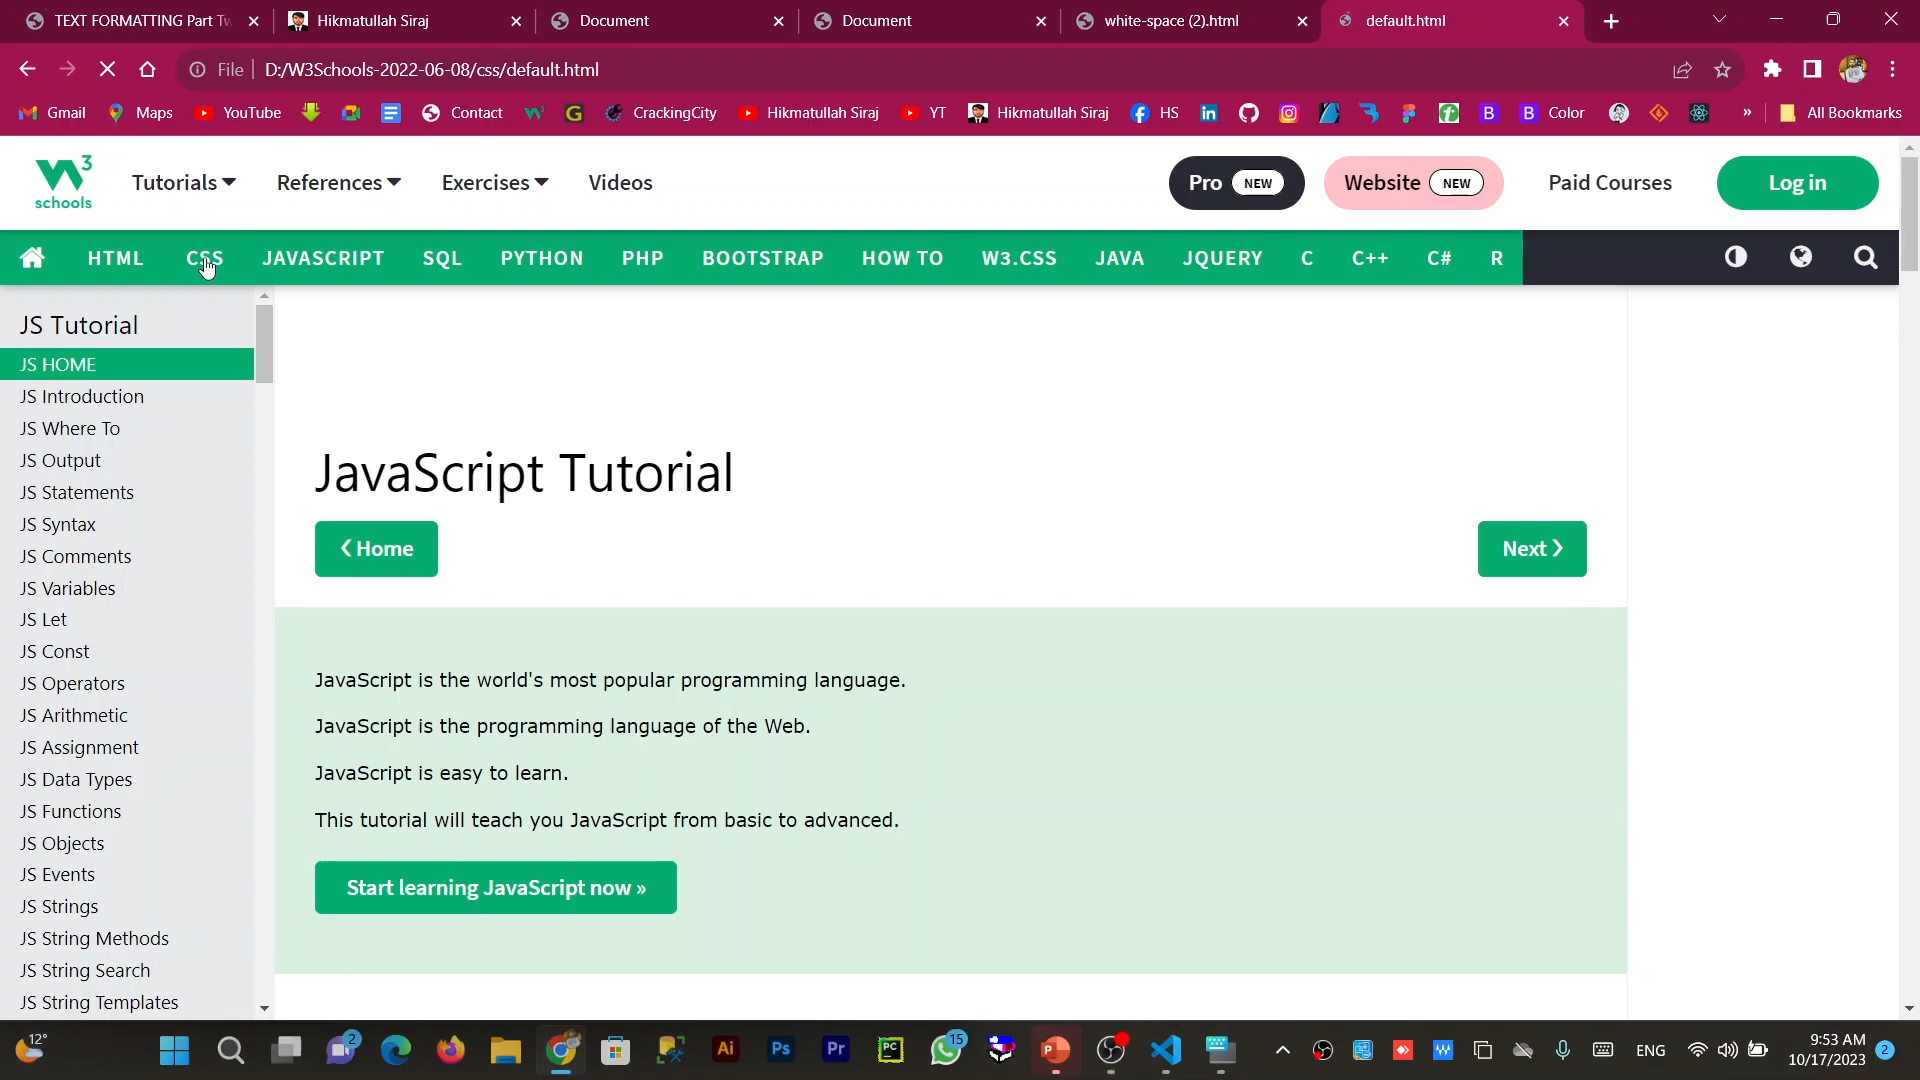 TEXT FORMATTING Part Tw
Hikmatullah Siraj
Document
Document
white-space (2).html
default.html
File
D:/W3Schools-2022-06-08/css/default.html
Gmail
Maps
YouTube
Contact
CrackingCity
Hikmatullah Siraj
YT
Hikmatullah Siraj
HS
Color
»
All Bookmarks
W3
schools
Tutorials
References
Exercises
Videos
Pro NEW
Website NEW
Paid Courses
Log in
HTML
CSS
JAVASCRIPT
SQL
PYTHON
PHP
BOOTSTRAP
HOW TO
W3.CSS
JAVA
JQUERY
C
C++
C#
R
JS Tutorial
JS HOME
JS Introduction
JS Where To
JS Output
JS Statements
JS Syntax
JS Comments
JS Variables
JS Let
JS Const
JS Operators
JS Arithmetic
JS Assignment
JS Data Types
JS Functions
JS Objects
JS Events
JS Strings
JS String Methods
JS String Search
JS String Templates
JavaScript Tutorial
❮ Home
Next ❯
JavaScript is the world's most popular programming language.
JavaScript is the programming language of the Web.
JavaScript is easy to learn.
This tutorial will teach you JavaScript from basic to advanced.
Start learning JavaScript now »
12°
2
Ai
Ps
Pr
PC
15
P
ENG
9:53 AM
10/17/2023
2